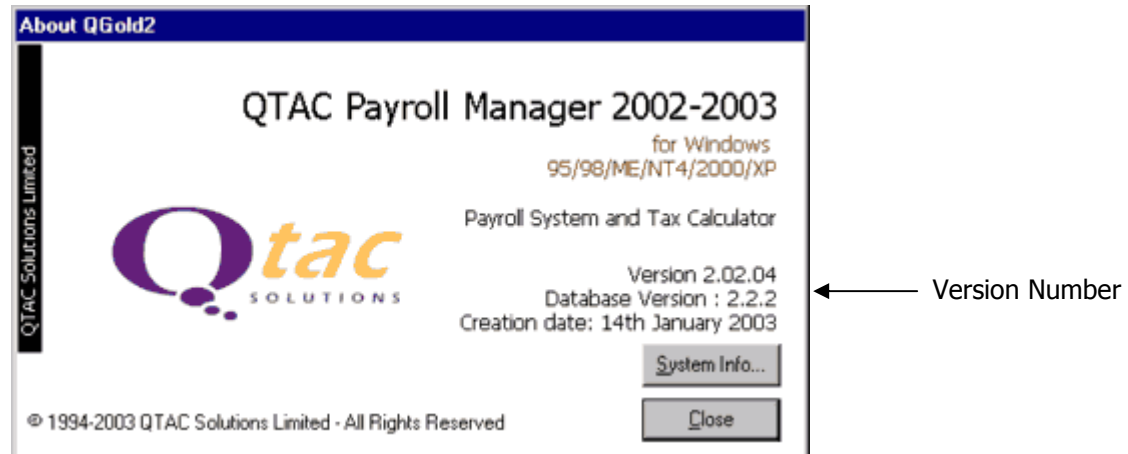 About QGold2
QTAC Solutions Limited
QTAC Payroll Manager 2002-2003
for Windows
95/98/ME/NT4/2000/XP
Payroll System and Tax Calculator
Qtac
SOLUTIONS
Version 2.02.04
Database Version : 2.2.2
Version Number
Creation date: 14th January 2003
System Info...
© 1994-2003 QTAC Solutions Limited - All Rights Reserved
Close